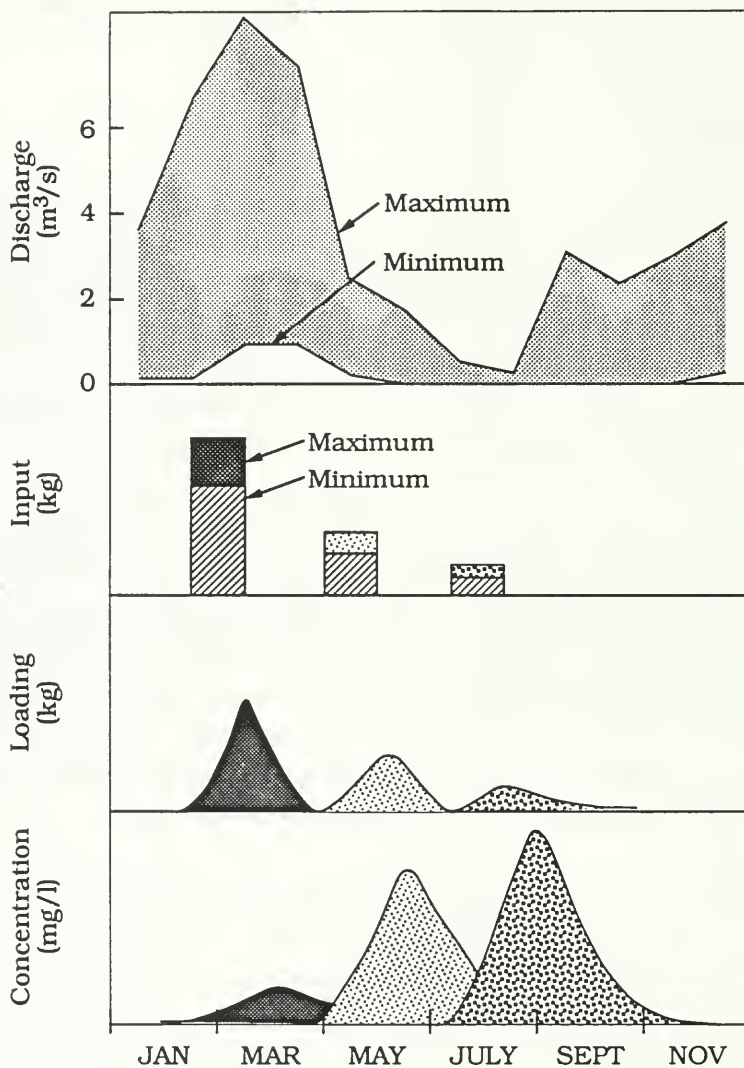 Discharge
(m³/s)
6
4
2
0
Maximum
Minimum
Input
(kg)
Maximum
Minimum
Loading
(kg)
Concentration
(mg/l)
JAN MAR MAY JULY SEPT NOV